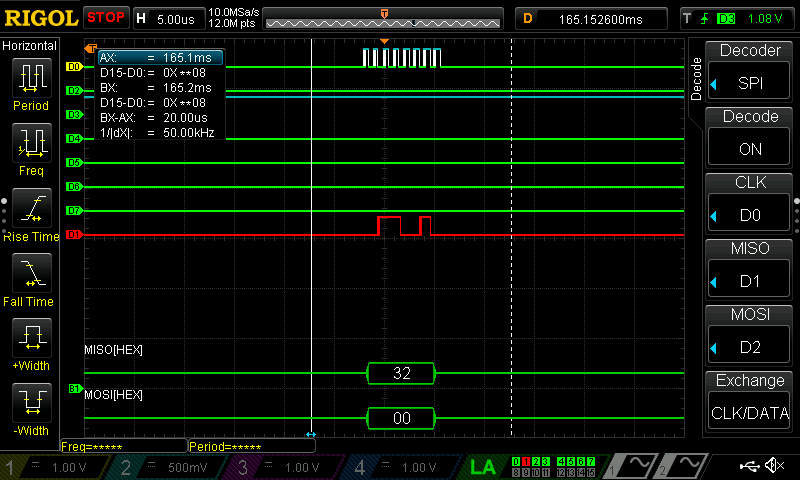 RIGOL STOP H 5.00us 10.0MSa/s 12.0M pts D 165.152600ms T D3 1.08 V
Horizontal
Period
Freq
Rise Time
Fall Time
+Width
-Width
AX: = 165.1ms
D15-D0:= 0X**08
BX: = 165.2ms
D15-D0:= 0X**08
BX-AX: = 20.00us
1/|dX|: = 50.00kHz
D0
D2
D3
D4
D5
D6
D7
D1
MISO[HEX]
32
B1
MOSI[HEX]
00
Decode
Decoder
SPI
Decode
ON
CLK
D0
MISO
D1
MOSI
D2
Exchange
CLK/DATA
Freq=***** Period=*****
1 = 1.00 V 2 = 500mV 3 = 1.00 V 4 = 1.00 V LA 0 1 2 3 4 5 6 7 1 2
8 9 10 11 12 13 14 15